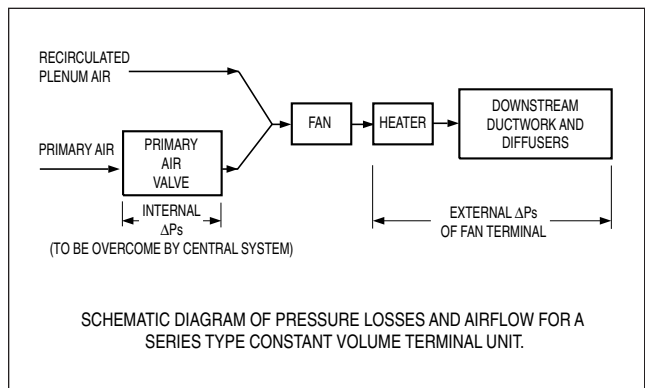 RECIRCULATED
PLENUM AIR
PRIMARY AIR
PRIMARY
AIR
VALVE
FAN
HEATER
DOWNSTREAM
DUCTWORK AND
DIFFUSERS
INTERNAL
ΔPs
(TO BE OVERCOME BY CENTRAL SYSTEM)
EXTERNAL ΔPs
OF FAN TERMINAL
SCHEMATIC DIAGRAM OF PRESSURE LOSSES AND AIRFLOW FOR A
SERIES TYPE CONSTANT VOLUME TERMINAL UNIT.